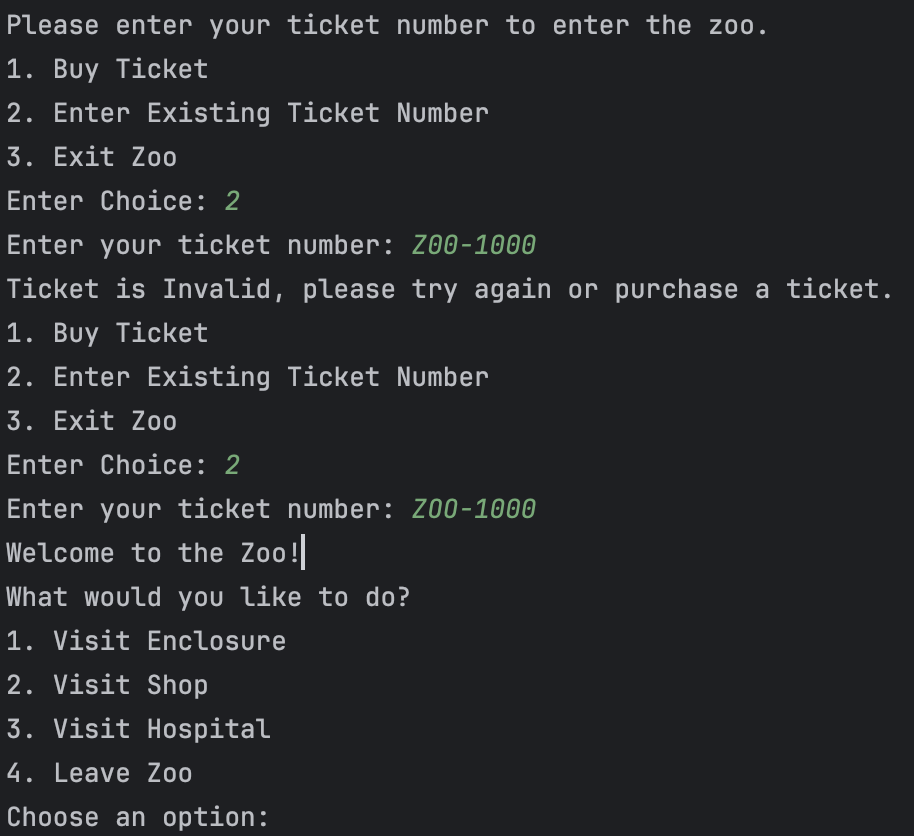 Please enter your ticket number to enter the zoo.
1. Buy Ticket
2. Enter Existing Ticket Number
3. Exit Zoo
Enter Choice: 2
Enter your ticket number: Z00-1000
Ticket is Invalid, please try again or purchase a ticket.
1. Buy Ticket
2. Enter Existing Ticket Number
3. Exit Zoo
Enter Choice: 2
Enter your ticket number: ZOO-1000
Welcome to the Zoo!
What would you like to do?
1. Visit Enclosure
2. Visit Shop
3. Visit Hospital
4. Leave Zoo
Choose an option: